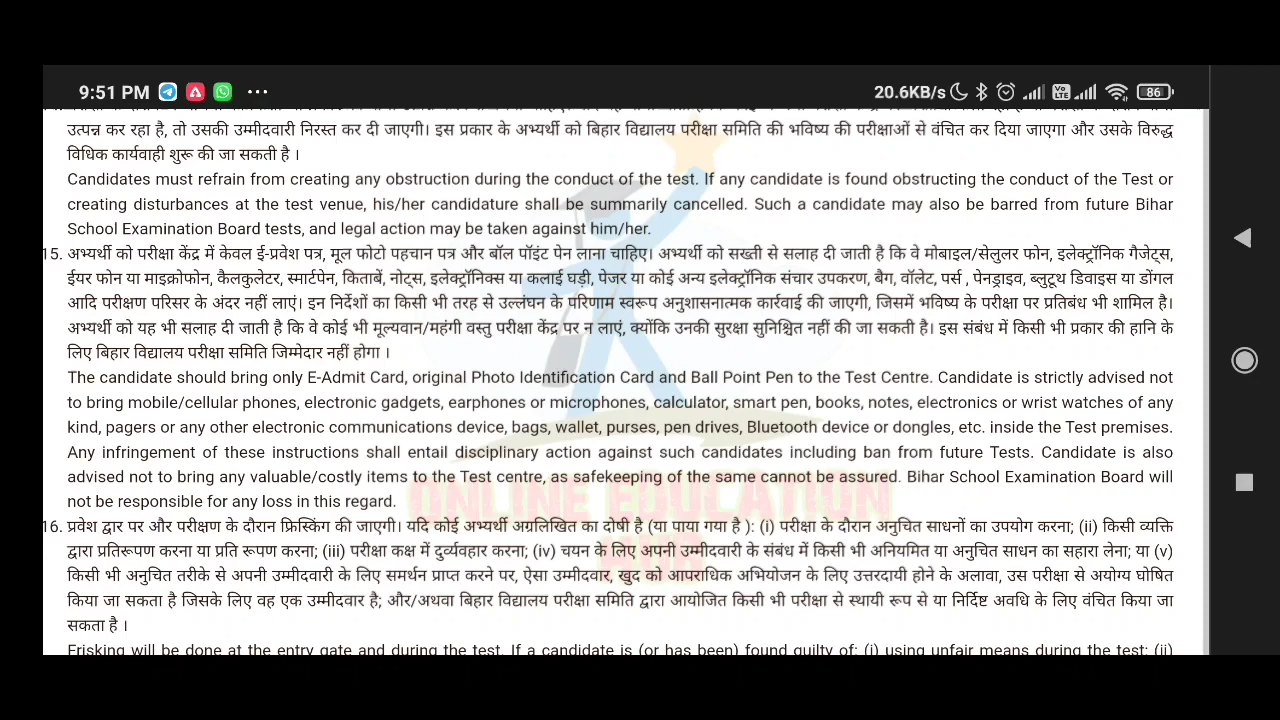 9:51 PM ... 20.6KB/s Vo LTE 86
उत्पन्न कर रहा है, तो उसकी उम्मीदवारी निरस्त कर दी जाएगी। इस प्रकार के अभ्यर्थी को बिहार विद्यालय परीक्षा समिति की भविष्य की परीक्षाओं से वंचित कर दिया जाएगा और उसके विरुद्ध
विधिक कार्यवाही शुरू की जा सकती है ।
Candidates must refrain from creating any obstruction during the conduct of the test. If any candidate is found obstructing the conduct of the Test or
creating disturbances at the test venue, his/her candidature shall be summarily cancelled. Such a candidate may also be barred from future Bihar
School Examination Board tests, and legal action may be taken against him/her.
15. अभ्यर्थी को परीक्षा केंद्र में केवल ई-प्रवेश पत्र, मूल फोटो पहचान पत्र और बॉल पॉइंट पेन लाना चाहिए। अभ्यर्थी को सख्ती से सलाह दी जाती है कि वे मोबाइल/सेलुलर फोन, इलेक्ट्रॉनिक गैजेट्स,
ईयर फोन या माइक्रोफोन, कैलकुलेटर, स्मार्टपेन, किताबें, नोट्स, इलेक्ट्रॉनिक्स या कलाई घड़ी, पेजर या कोई अन्य इलेक्ट्रॉनिक संचार उपकरण, बैग, वॉलेट, पर्स , पेनड्राइव, ब्लुटूथ डिवाइस या डोंगल
आदि परीक्षण परिसर के अंदर नहीं लाएं। इन निर्देशों का किसी भी तरह से उल्लंघन के परिणाम स्वरूप अनुशासनात्मक कार्रवाई की जाएगी, जिसमें भविष्य के परीक्षा पर प्रतिबंध भी शामिल है।
अभ्यर्थी को यह भी सलाह दी जाती है कि वे कोई भी मूल्यवान/महंगी वस्तु परीक्षा केंद्र पर न लाएं, क्योंकि उनकी सुरक्षा सुनिश्चित नहीं की जा सकती है। इस संबंध में किसी भी प्रकार की हानि के
लिए बिहार विद्यालय परीक्षा समिति जिम्मेदार नहीं होगा ।
The candidate should bring only E-Admit Card, original Photo Identification Card and Ball Point Pen to the Test Centre. Candidate is strictly advised not
to bring mobile/cellular phones, electronic gadgets, earphones or microphones, calculator, smart pen, books, notes, electronics or wrist watches of any
kind, pagers or any other electronic communications device, bags, wallet, purses, pen drives, Bluetooth device or dongles, etc. inside the Test premises.
Any infringement of these instructions shall entail disciplinary action against such candidates including ban from future Tests. Candidate is also
advised not to bring any valuable/costly items to the Test centre, as safekeeping of the same cannot be assured. Bihar School Examination Board will
not be responsible for any loss in this regard.
ONLINE EDUCATION
HUB
16. प्रवेश द्वार पर और परीक्षण के दौरान फ्रिस्किंग की जाएगी। यदि कोई अभ्यर्थी अग्रलिखित का दोषी है (या पाया गया है ): (i) परीक्षा के दौरान अनुचित साधनों का उपयोग करना; (ii) किसी व्यक्ति
द्वारा प्रतिरूपण करना या प्रति रूपण करना; (iii) परीक्षा कक्ष में दुर्व्यवहार करना; (iv) चयन के लिए अपनी उम्मीदवारी के संबंध में किसी भी अनियमित या अनुचित साधन का सहारा लेना; या (v)
किसी भी अनुचित तरीके से अपनी उम्मीदवारी के लिए समर्थन प्राप्त करने पर, ऐसा उम्मीदवार, खुद को आपराधिक अभियोजन के लिए उत्तरदायी होने के अलावा, उस परीक्षा से अयोग्य घोषित
किया जा सकता है जिसके लिए वह एक उम्मीदवार है; और/अथवा बिहार विद्यालय परीक्षा समिति द्वारा आयोजित किसी भी परीक्षा से स्थायी रूप से या निर्दिष्ट अवधि के लिए वंचित किया जा
सकता है ।
Frisking will be done at the entry gate and during the test. If a candidate is (or has been) found guilty of: (i) using unfair means during the test; (ii)